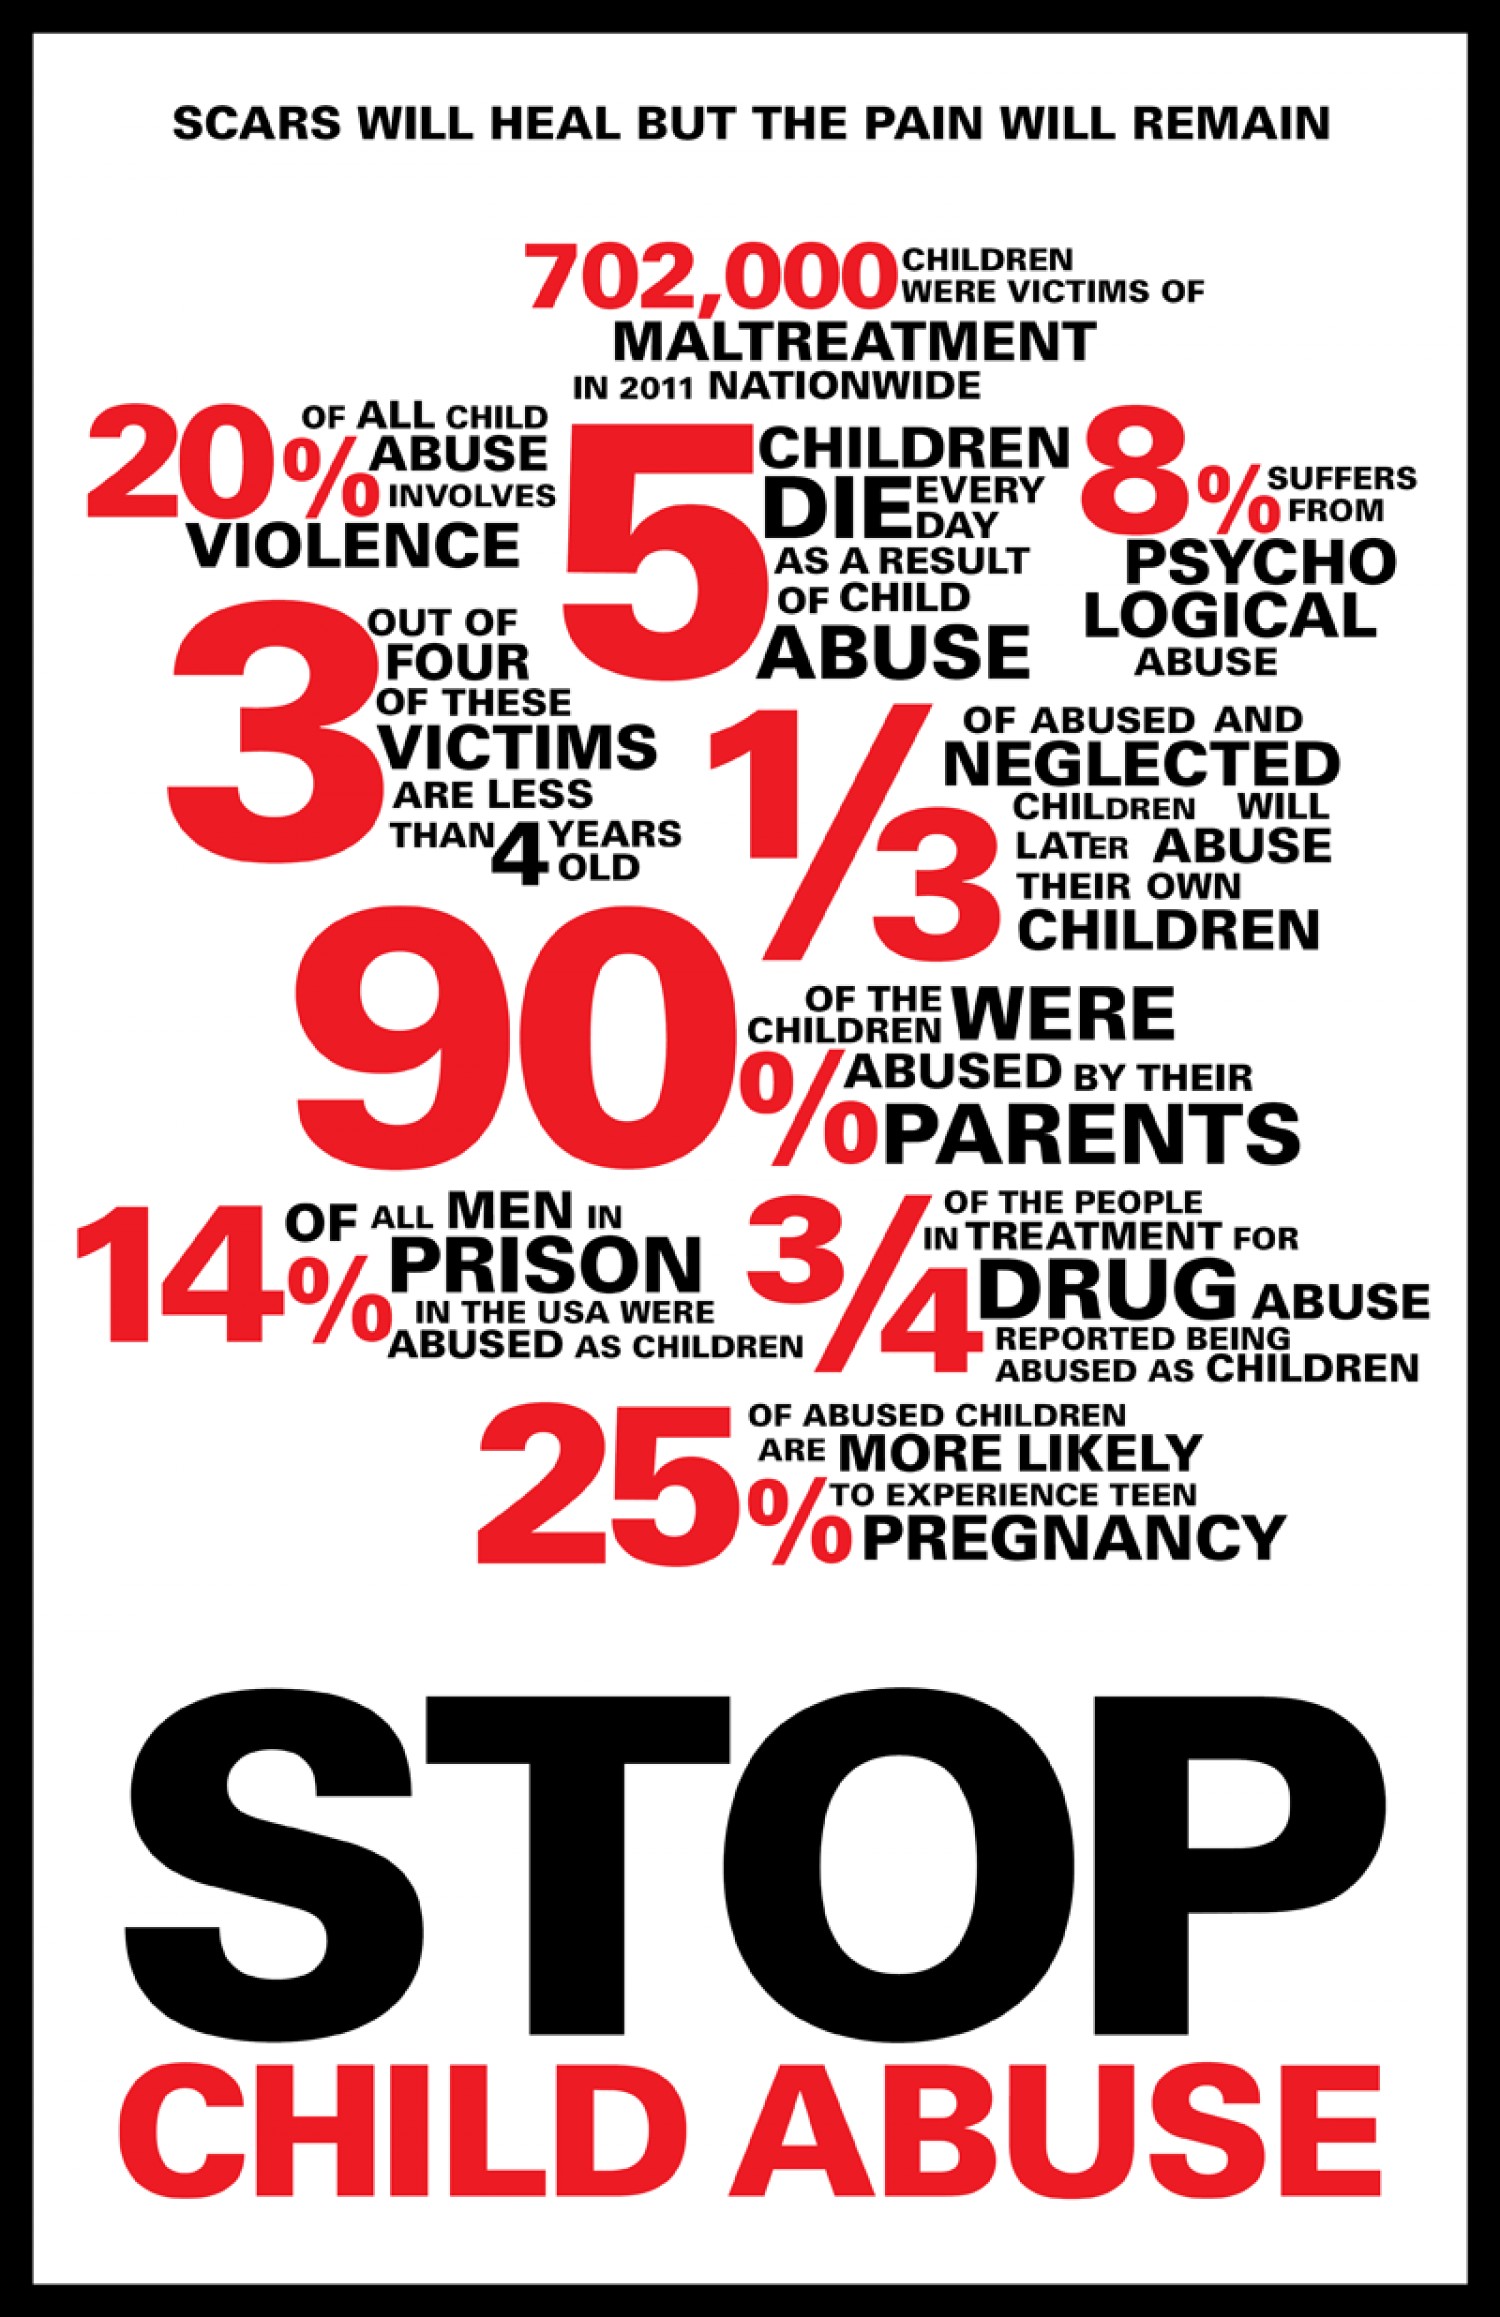 SCARS WILL HEAL BUT THE PAIN WILL REMAIN
702,000 CHILDREN
WERE VICTIMS OF
MALTREATMENT
IN 2011 NATIONWIDE
20% OF ALL CHILD
ABUSE
INVOLVES
VIOLENCE
5 CHILDREN
DIE EVERY
DAY
AS A RESULT
OF CHILD
ABUSE
8% SUFFERS
FROM
PSYCHO
LOGICAL
ABUSE
3 OUT OF
FOUR
OF THESE
VICTIMS
ARE LESS
THAN 4 YEARS
OLD
1/3 OF ABUSED AND
NEGLECTED
CHILDREN WILL
LATER ABUSE
THEIR OWN
CHILDREN
90% OF THE
CHILDREN WERE
ABUSED BY THEIR
PARENTS
14% OF ALL MEN IN
PRISON
IN THE USA WERE
ABUSED AS CHILDREN
3/4 OF THE PEOPLE
IN TREATMENT FOR
DRUG ABUSE
REPORTED BEING
ABUSED AS CHILDREN
25% OF ABUSED CHILDREN
ARE MORE LIKELY
TO EXPERIENCE TEEN
PREGNANCY
STOP
CHILD ABUSE